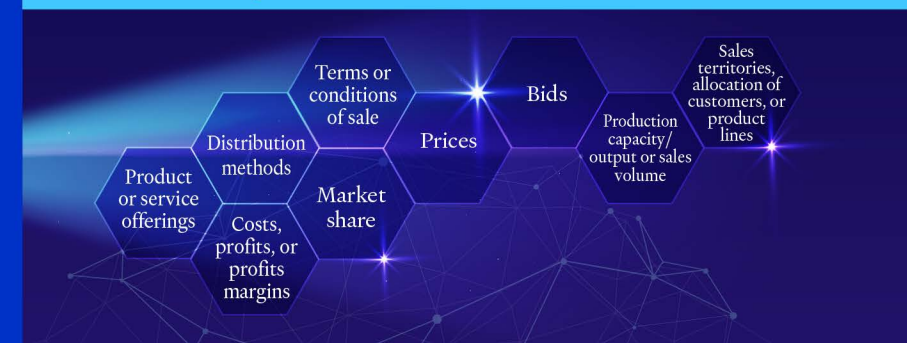 Product
or service
offerings
Distribution
methods
Costs,
profits, or
profits
margins
Terms or
conditions
of sale
Market
share
Prices
Bids
Production
capacity/
output or sales
volume
Sales
territories,
allocation of
customers, or
product
lines